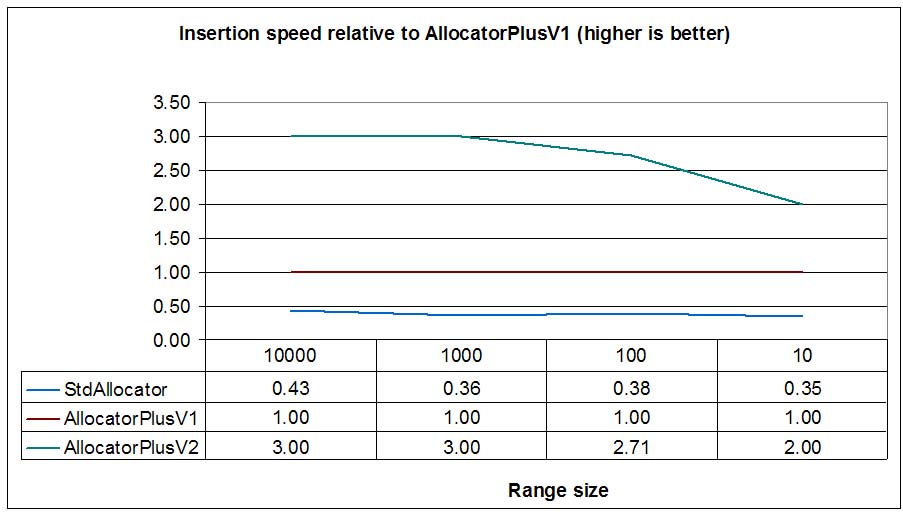 Insertion speed relative to AllocatorPlusV1 (higher is better)
3.50
3.00
2.50
2.00
1.50
1.00
0.50
0.00
10000 1000 100 10
StdAllocator 0.43 0.36 0.38 0.35
AllocatorPlusV1 1.00 1.00 1.00 1.00
AllocatorPlusV2 3.00 3.00 2.71 2.00
Range size